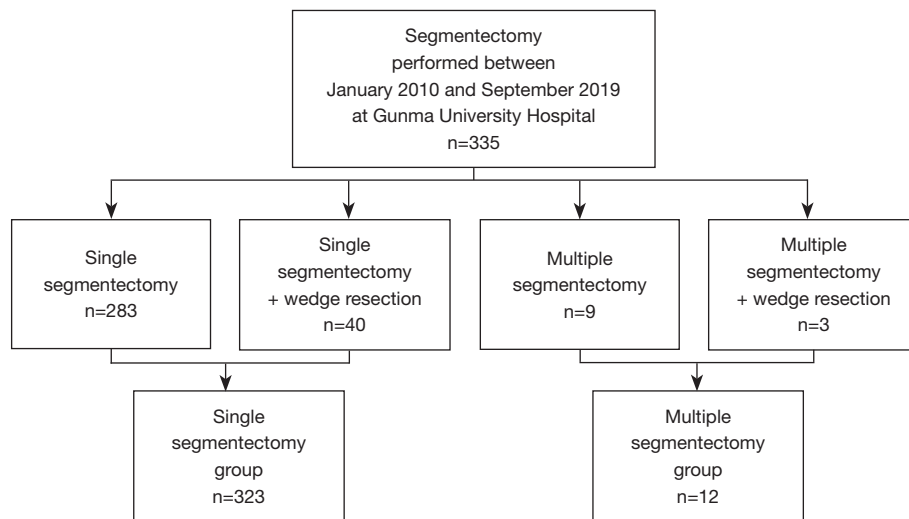 Segmentectomy
performed between
January 2010 and September 2019
at Gunma University Hospital
n=335
Single
segmentectomy
n=283
Single
segmentectomy
+ wedge resection
n=40
Multiple
segmentectomy
n=9
Multiple
segmentectomy
+ wedge resection
n=3
Single
segmentectomy
group
n=323
Multiple
segmentectomy
group
n=12